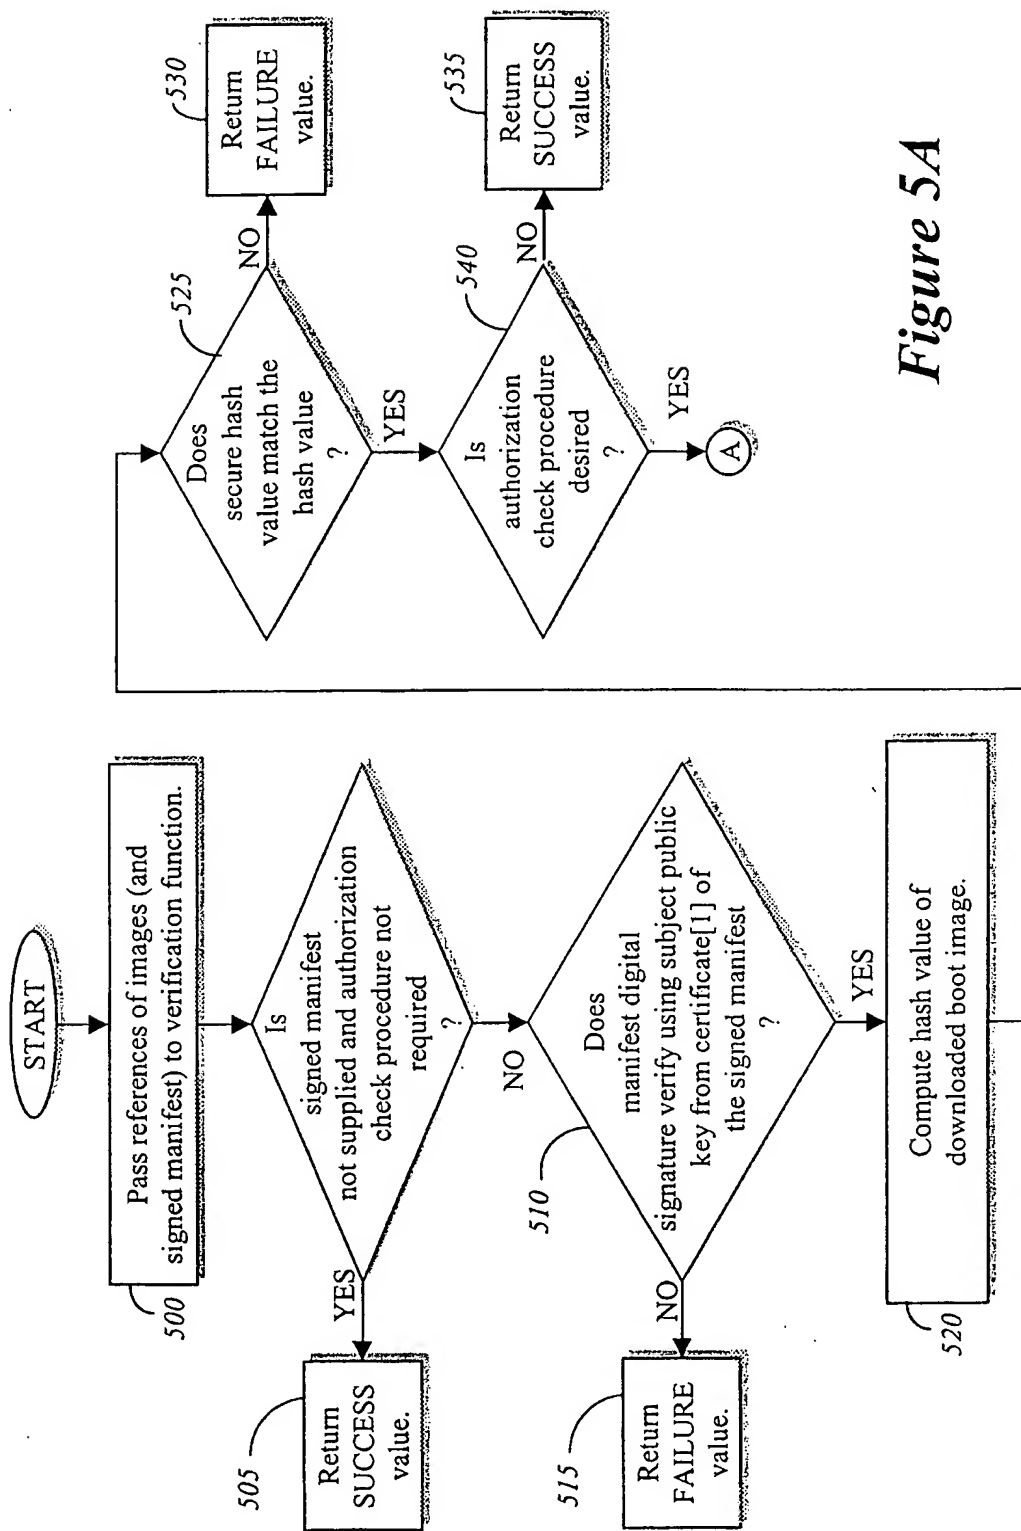 START
Pass references of images (and
signed manifest) to verification function.
500
Is
signed manifest
not supplied and authorization
check procedure not
required
?
YES
505
Return
SUCCESS
value.
NO
510
Does
manifest digital
signature verify using subject public
key from certificate[1] of
the signed manifest
?
NO
515
Return
FAILURE
value.
YES
Compute hash value of
downloaded boot image.
520
525
Does
secure hash
value match the
hash value
?
NO
530
Return
FAILURE
value.
YES
540
Is
authorization
check procedure
desired
?
NO
535
Return
SUCCESS
value.
YES
A
Figure 5A